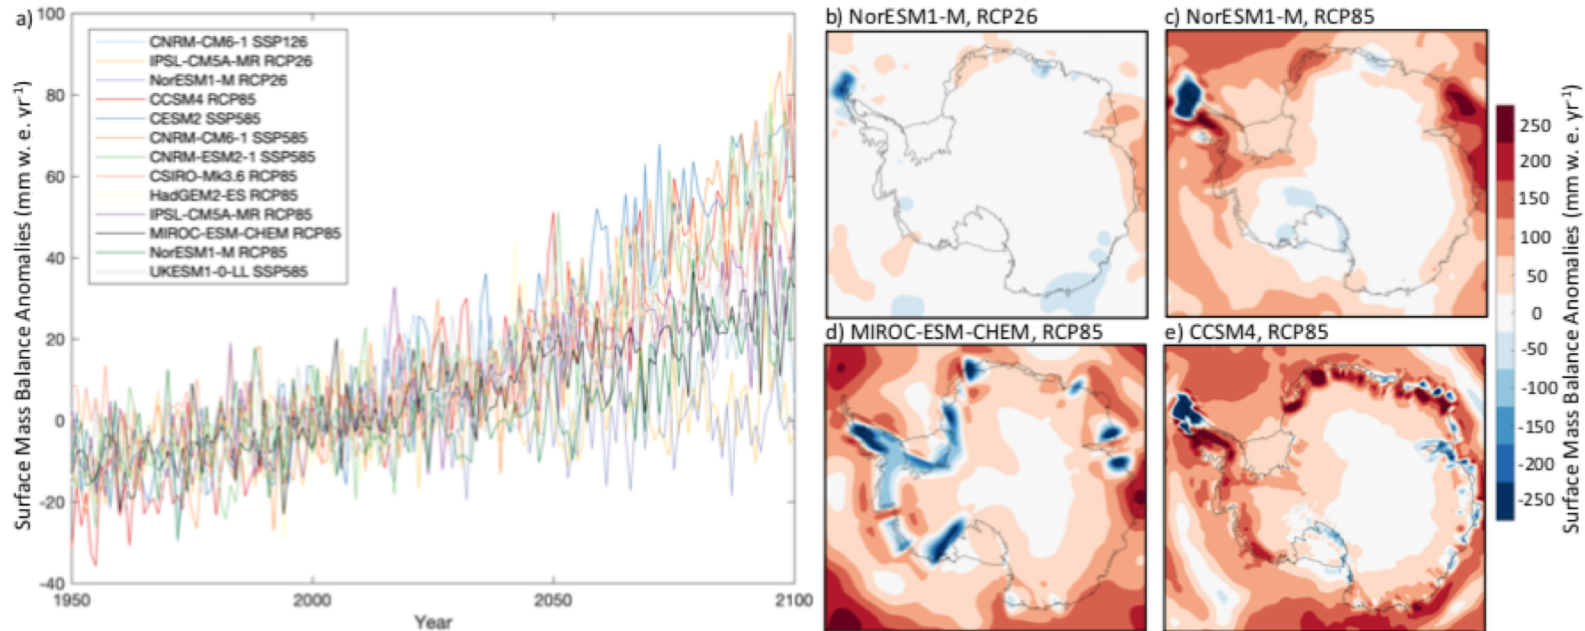 a)
Surface Mass Balance Anomalies (mm w. e. yr⁻¹)
100
80
60
40
20
0
-20
-40
CNRM-CM6-1 SSP126
IPSL-CM5A-MR RCP26
NorESM1-M RCP26
CCSM4 RCP85
CESM2 SSP585
CNRM-CM6-1 SSP585
CNRM-ESM2-1 SSP585
CSIRO-Mk3.6 RCP85
HadGEM2-ES RCP85
IPSL-CM5A-MR RCP85
MIROC-ESM-CHEM RCP85
NorESM1-M RCP85
UKESM1-0-LL SSP585
1950
2000
2050
2100
Year
b) NorESM1-M, RCP26
c) NorESM1-M, RCP85
d) MIROC-ESM-CHEM, RCP85
e) CCSM4, RCP85
250
200
150
100
50
0
-50
-100
-150
-200
-250
Surface Mass Balance Anomalies (mm w. e. yr⁻¹)